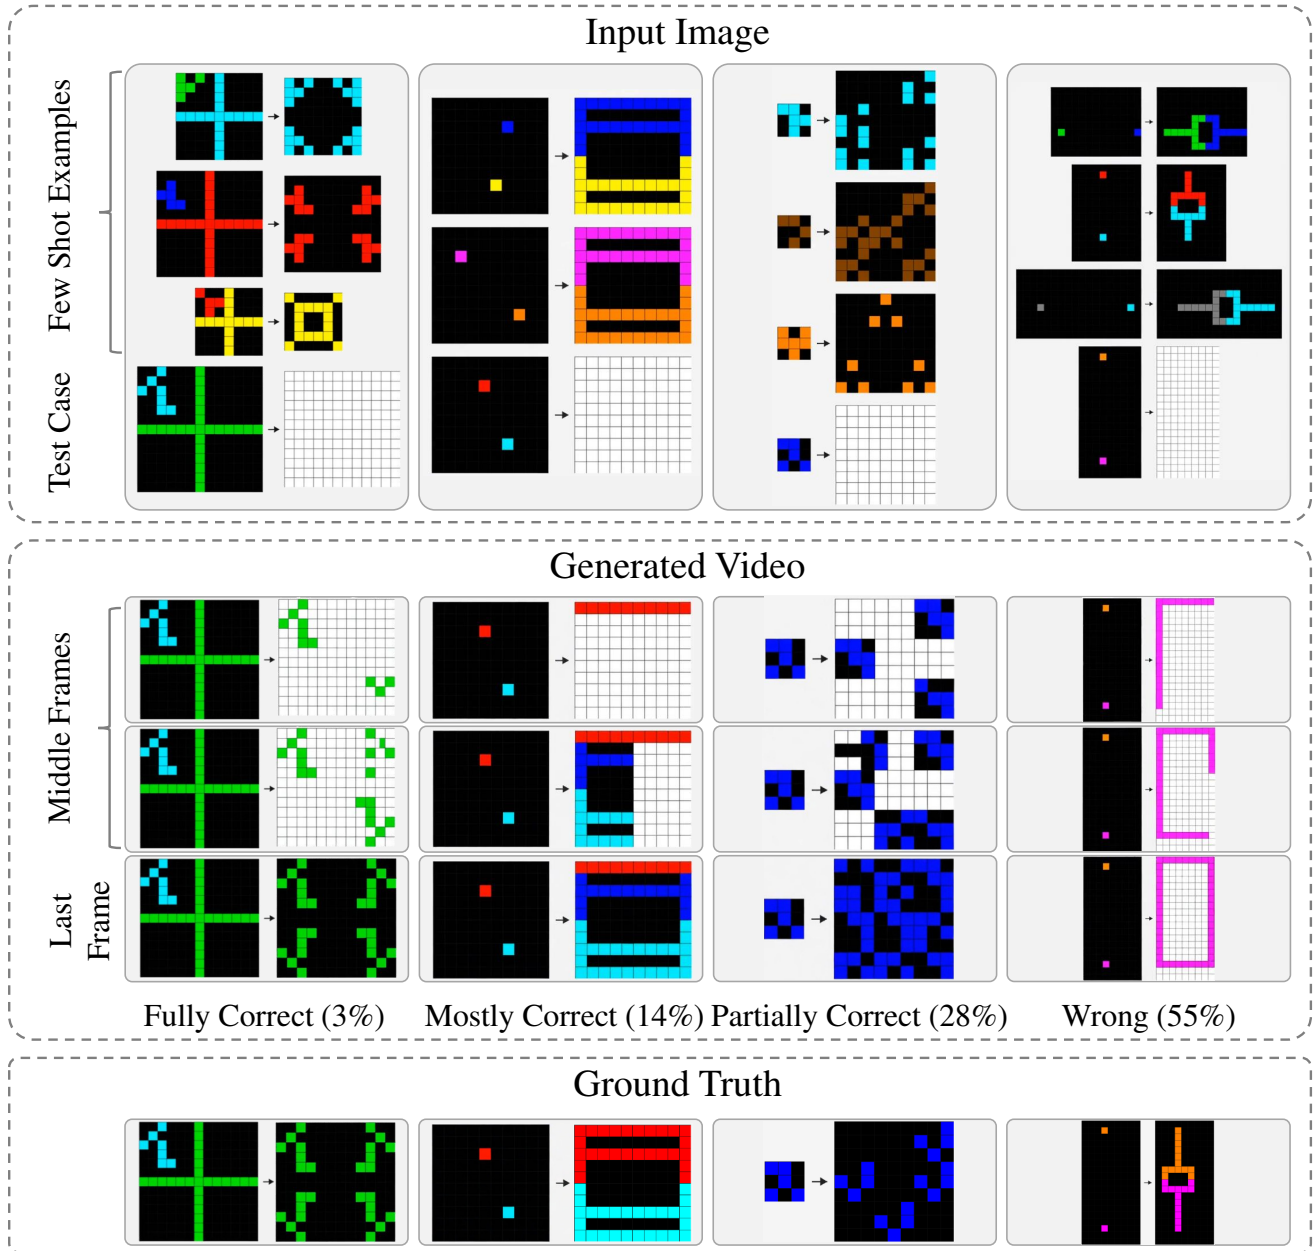 Input Image
Few Shot Examples
Test Case
Generated Video
Middle Frames
Last
Frame
Fully Correct (3%)
Mostly Correct (14%)
Partially Correct (28%)
Wrong (55%)
Ground Truth